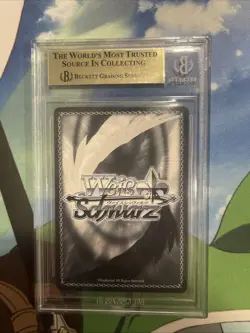 THE WORLD'S MOST TRUSTED
SOURCE IN COLLECTING
B BECKETT GRADING SERVICES
Weiß
Schwarz